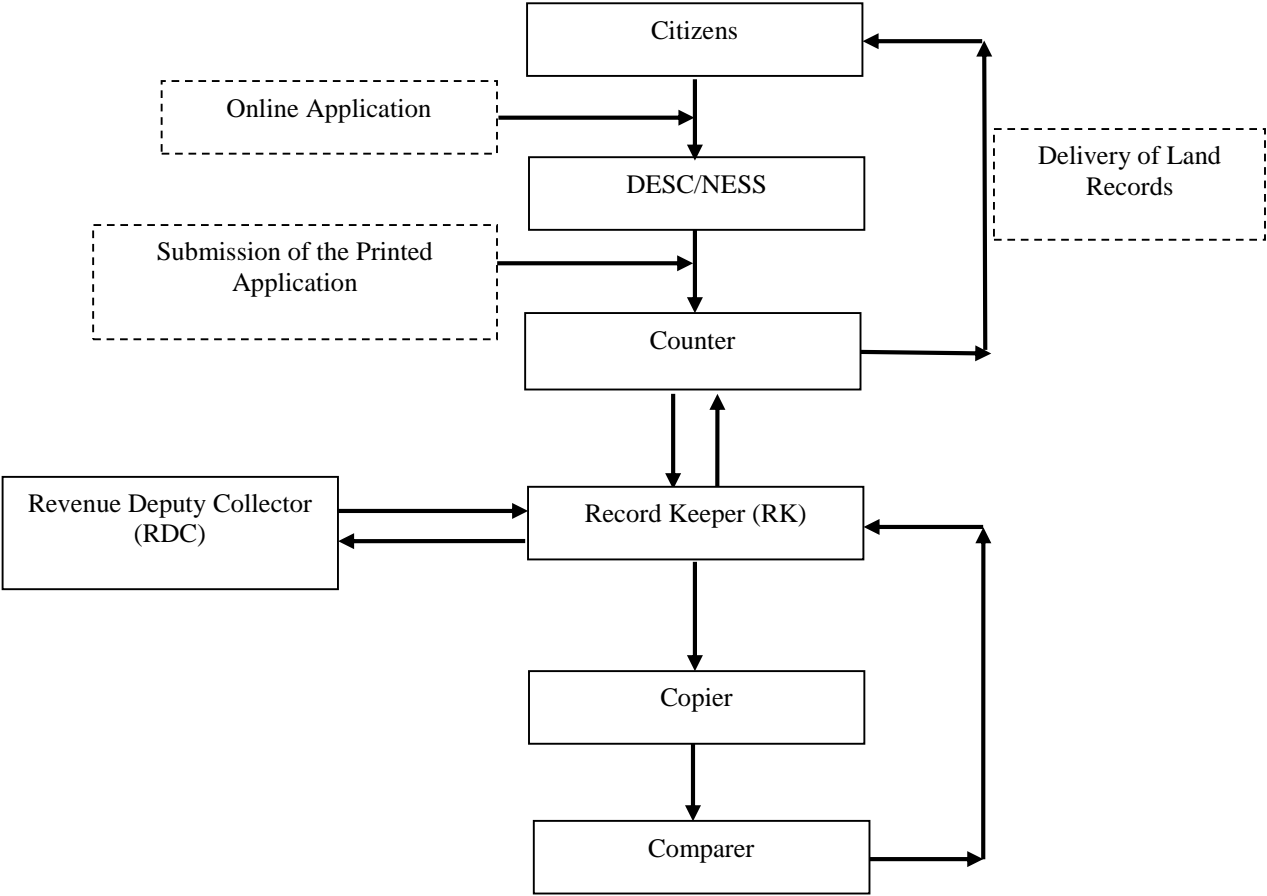 Citizens
Online Application
Delivery of Land
Records
DESC/NESS
Submission of the Printed
Application
Counter
Revenue Deputy Collector
(RDC)
Record Keeper (RK)
Copier
Comparer